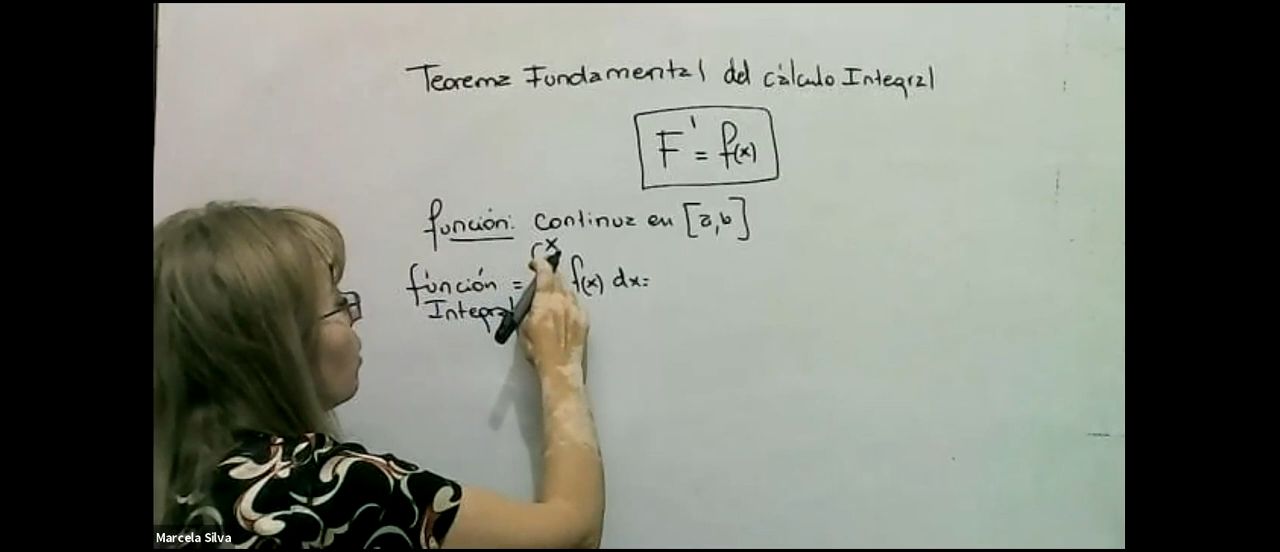 Teorema Fundamental del cálculo Integral
F' = f(x)
función: continua en [a,b]
función = ∫ˣ f(x) dx=
Integral
Marcela Silva